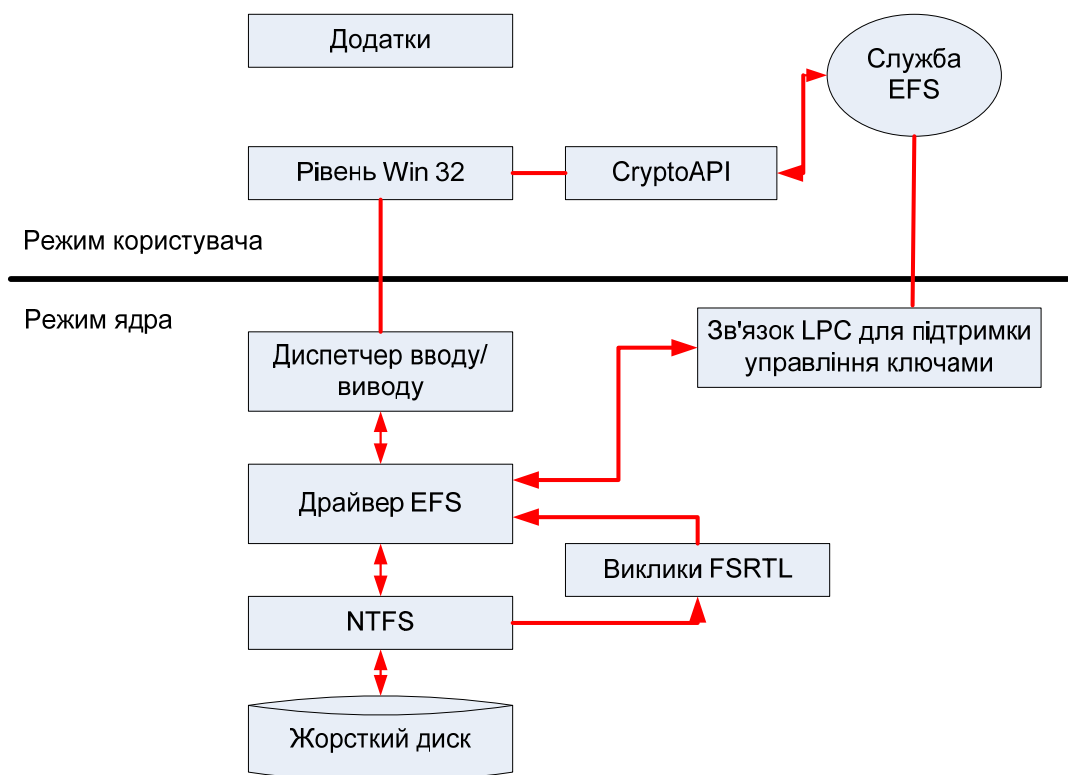 Додатки
Служба
EFS
Рівень Win 32
CryptoAPI
Режим користувача
Режим ядра
Зв'язок LPC для підтримки
управління ключами
Диспетчер вводу/
виводу
Драйвер EFS
Виклики FSRTL
NTFS
Жорсткий диск